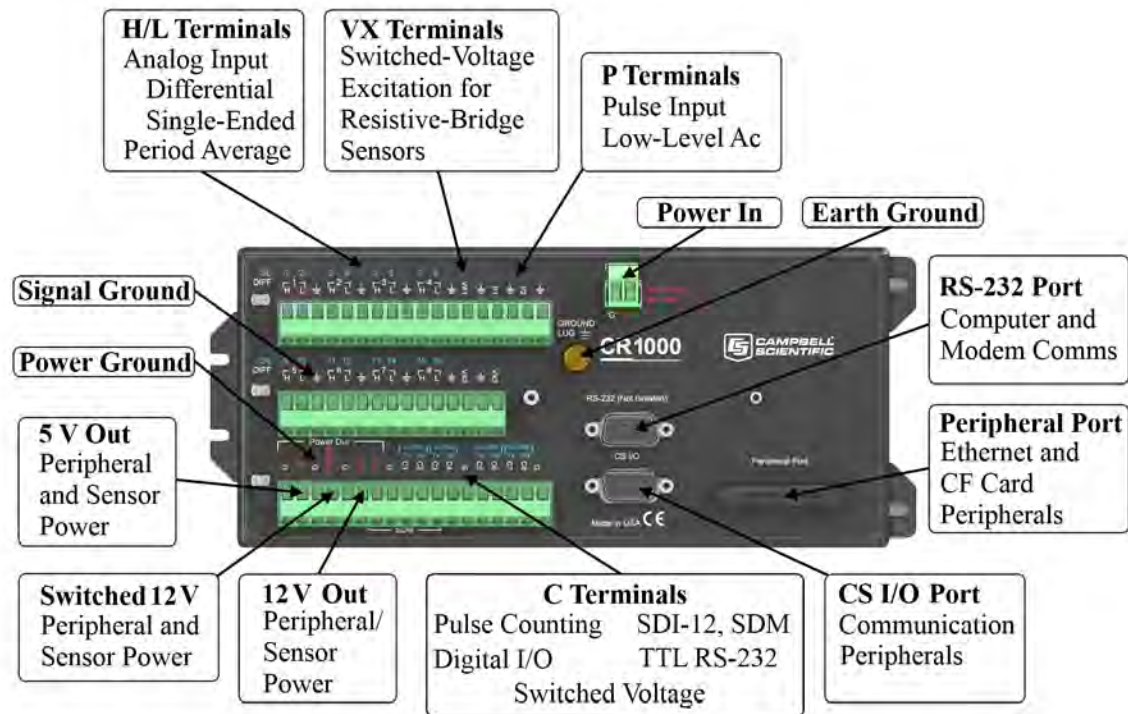 H/L Terminals
Analog Input
Differential
Single-Ended
Period Average
VX Terminals
Switched-Voltage
Excitation for
Resistive-Bridge
Sensors
P Terminals
Pulse Input
Low-Level Ac
Power In
Earth Ground
Signal Ground
Power Ground
5 V Out
Peripheral
and Sensor
Power
DIFF
GROUND
LUG
CR1000
CAMPBELL
SCIENTIFIC
DIFF
RS-232 (Not Isolated)
Power Out
CS I/O
Peripheral Port
Made in USA CE
RS-232 Port
Computer and
Modem Comms
Peripheral Port
Ethernet and
CF Card
Peripherals
Switched 12 V
Peripheral and
Sensor Power
12 V Out
Peripheral/
Sensor
Power
C Terminals
Pulse Counting SDI-12, SDM
Digital I/O TTL RS-232
Switched Voltage
CS I/O Port
Communication
Peripherals